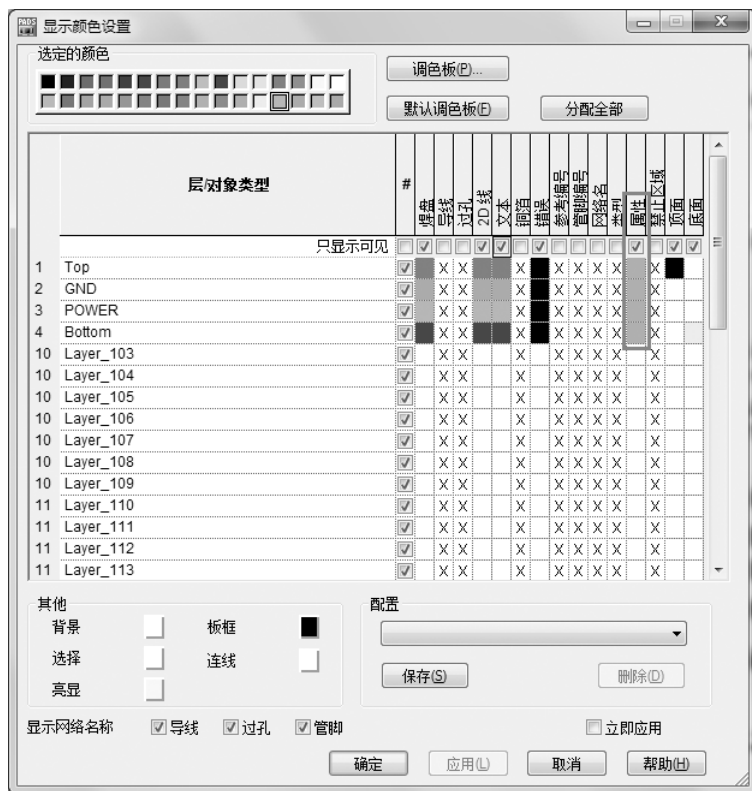 PADS 显示颜色设置
选定的颜色
调色板(P)...
默认调色板(F) 分配全部
层/对象类型 # 焊盘 导线 过孔 2D 线 文本 铜箔 错误 参考编号 管脚编号 网络名 类型 属性 禁止区域 顶面 底面
只显示可见
1 Top X X X X X X X X
2 GND X X X X X X X X
3 POWER X X X X X X X X
4 Bottom X X X X X X X X
10 Layer_103 X X X X X X X X
10 Layer_104 X X X X X X X X
10 Layer_105 X X X X X X X X
10 Layer_106 X X X X X X X X
10 Layer_107 X X X X X X X X
10 Layer_108 X X X X X X X X
10 Layer_109 X X X X X X X X
11 Layer_110 X X X X X X X X
11 Layer_111 X X X X X X X X
11 Layer_112 X X X X X X X X
11 Layer_113 X X X X X X X X
其他 配置
背景 板框
选择 连线
保存(S) 删除(D)
亮显
显示网络名称 导线 过孔 管脚 立即应用
确定 应用(L) 取消 帮助(H)